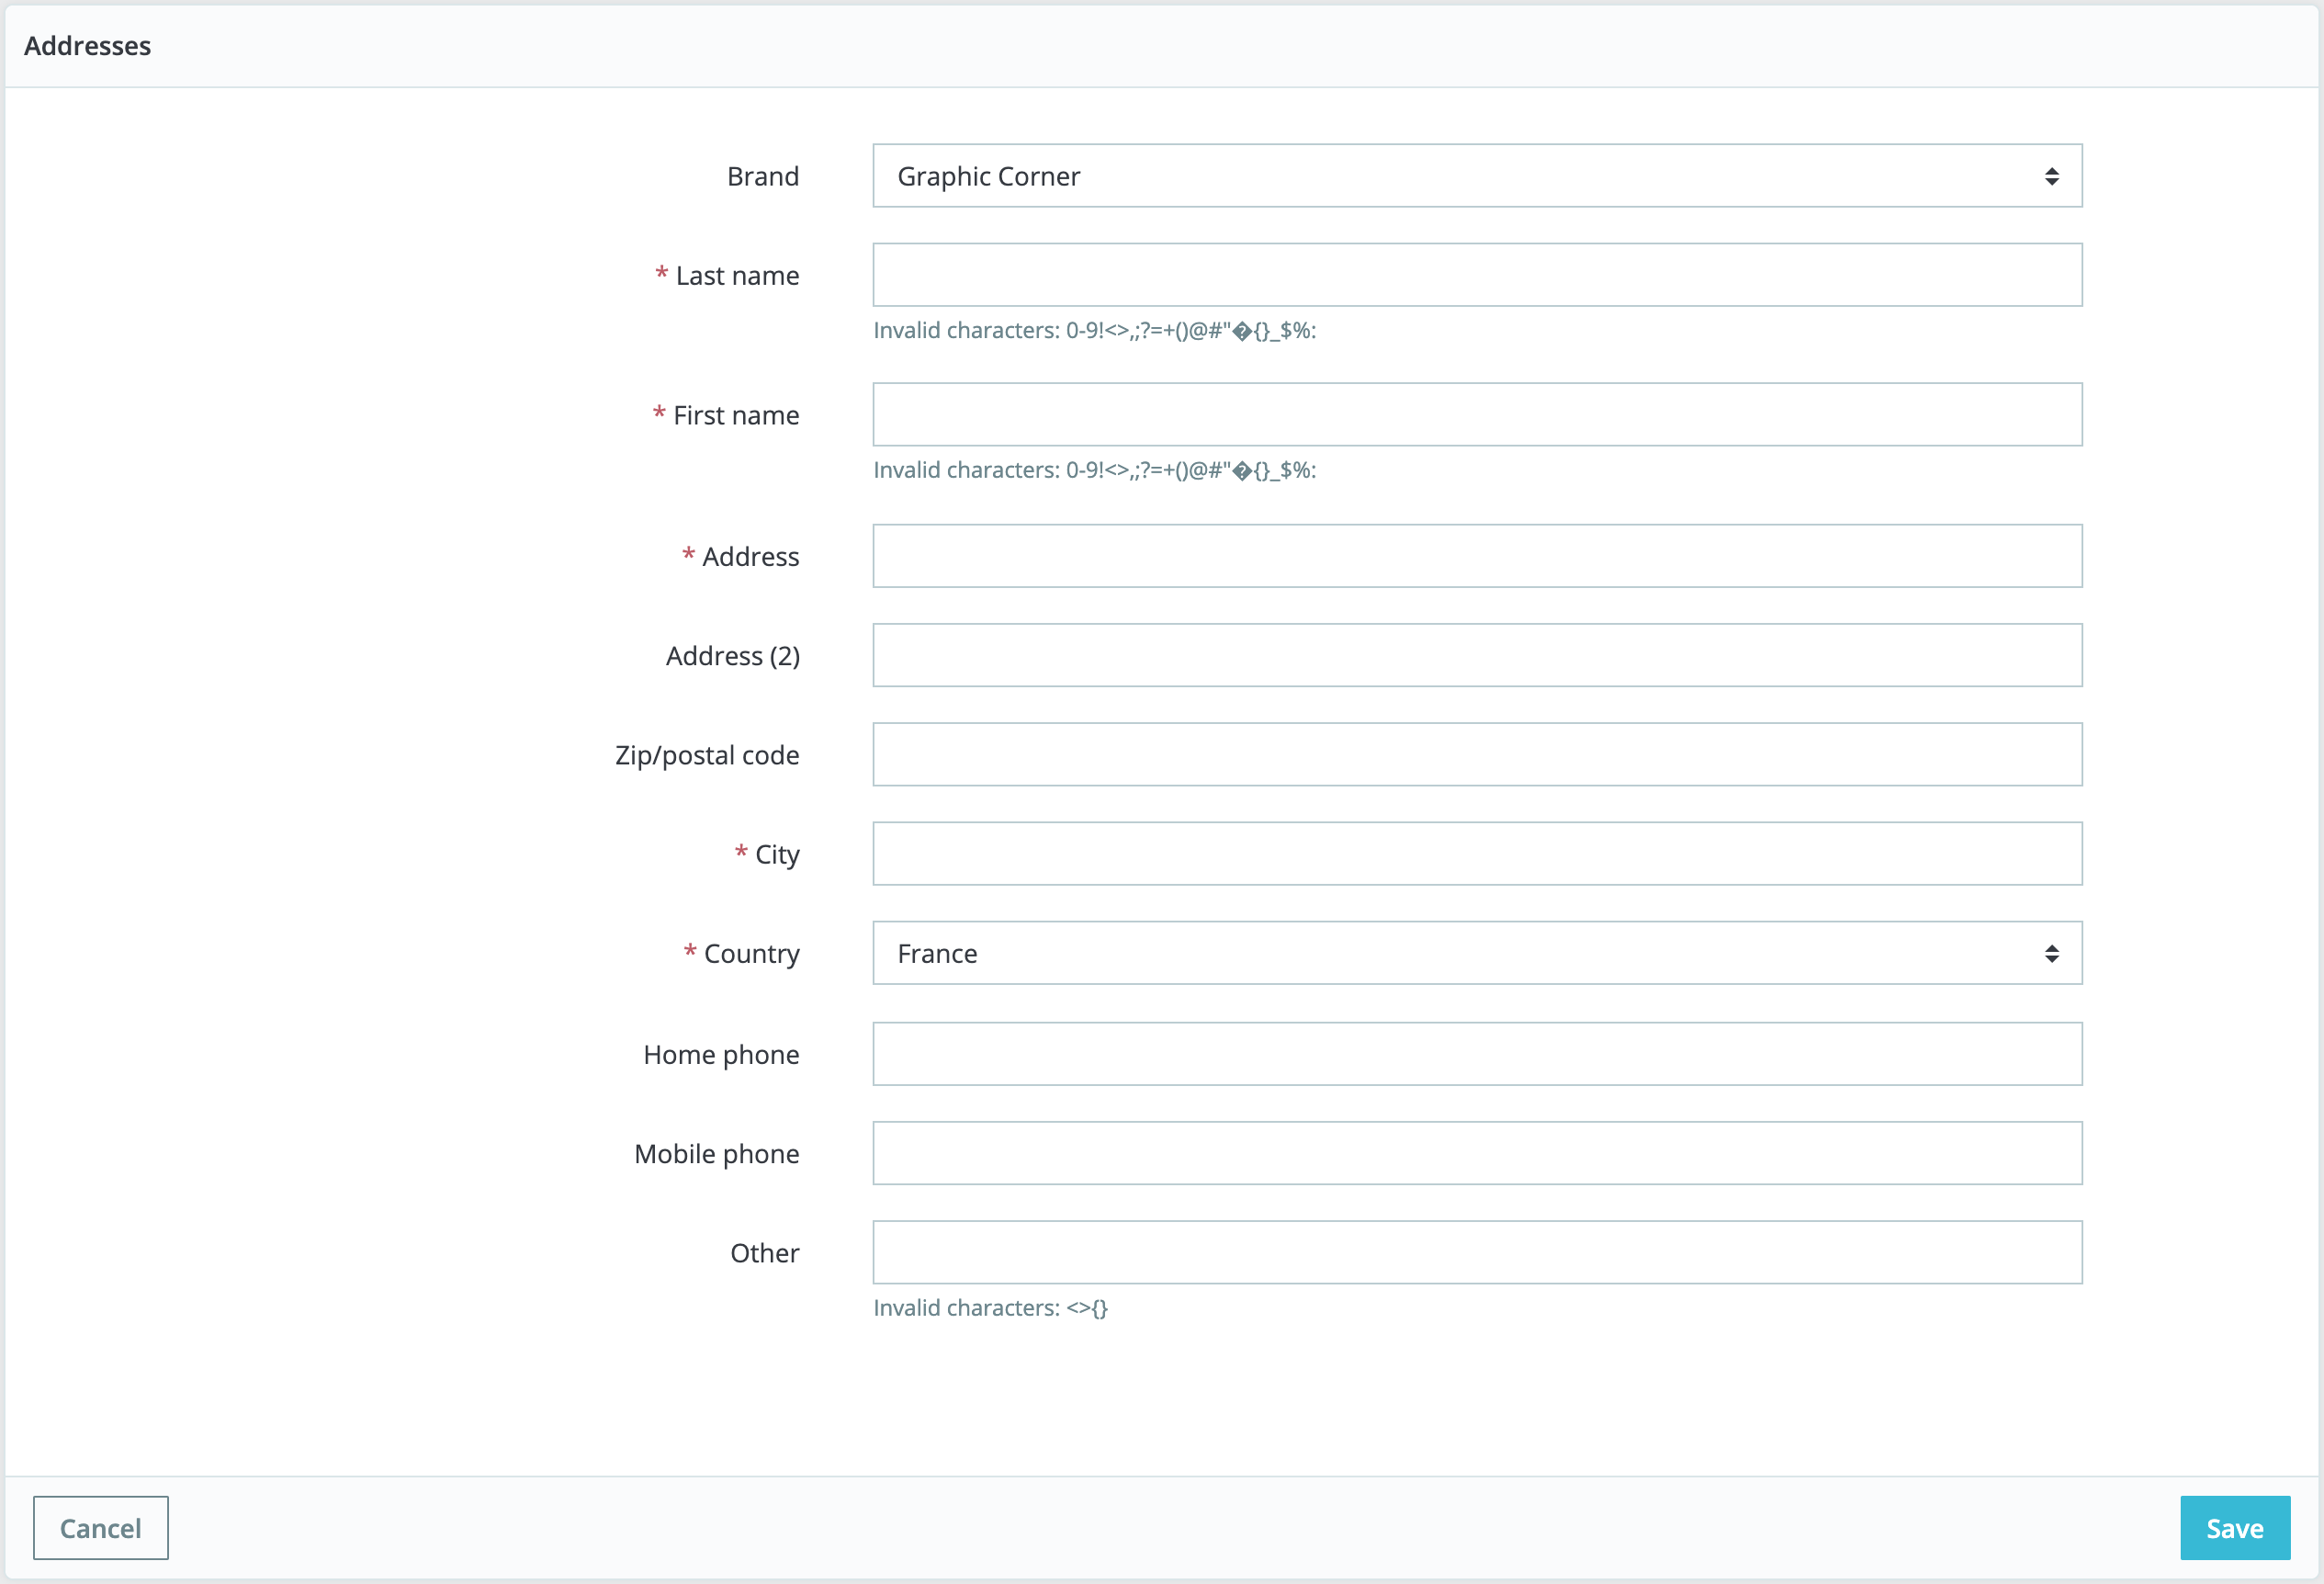 Addresses
Brand
Graphic Corner
* Last name
Invalid characters: 0-9!<>,;?=+()@#"�{}_$%:
* First name
Invalid characters: 0-9!<>,;?=+()@#"�{}_$%:
* Address
Address (2)
Zip/postal code
* City
* Country
France
Home phone
Mobile phone
Other
Invalid characters: <>{}
Cancel
Save